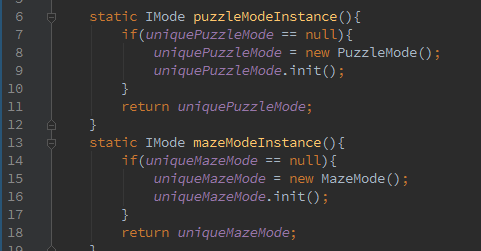 6 static IMode puzzleModeInstance(){
7 if(uniquePuzzleMode == null){
8 uniquePuzzleMode = new PuzzleMode();
9 uniquePuzzleMode.init();
10 }
11 return uniquePuzzleMode;
12 }
13 static IMode mazeModeInstance(){
14 if(uniqueMazeMode == null){
15 uniqueMazeMode = new MazeMode();
16 uniqueMazeMode.init();
17 }
18 return uniqueMazeMode;
19 }